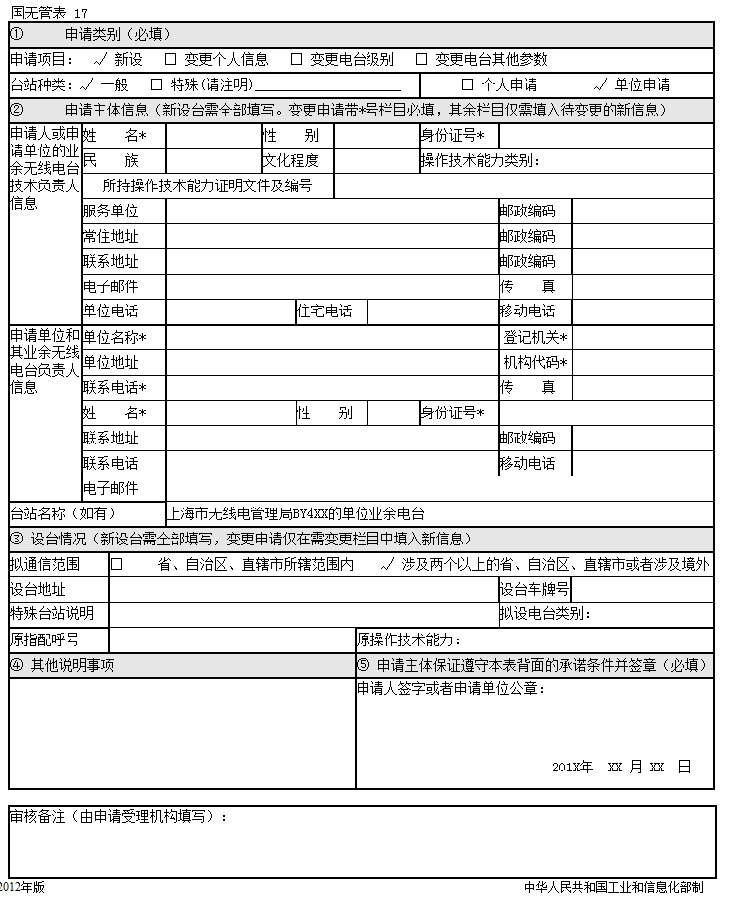 国无管表 17
① 申请类别（必填）
申请项目： √ 新设 □ 变更个人信息 □ 变更电台级别 □ 变更电台其他参数
台站种类：√ 一般 □ 特殊(请注明)____________________ □ 个人申请 √ 单位申请
② 申请主体信息（新设台需全部填写。变更申请带*号栏目必填，其余栏目仅需填入待变更的新信息）
申请人或申请单位的业余无线电台技术负责人信息
姓 名* 性 别 身份证号*
民 族 文化程度 操作技术能力类别：
所持操作技术能力证明文件及编号
服务单位 邮政编码
常住地址 邮政编码
联系地址 邮政编码
电子邮件 传 真
单位电话 住宅电话 移动电话
申请单位和其业余无线电台负责人信息
单位名称* 登记机关*
单位地址 机构代码*
联系电话* 传 真
姓 名* 性 别 身份证号*
联系地址 邮政编码
联系电话 移动电话
电子邮件
台站名称（如有） 上海市无线电管理局BY4XX的单位业余电台
③ 设台情况（新设台需全部填写，变更申请仅在需变更栏目中填入新信息）
拟通信范围 □ 省、自治区、直辖市所辖范围内 √ 涉及两个以上的省、自治区、直辖市或者涉及境外
设台地址 设台车牌号
特殊台站说明 拟设电台类别：
原指配呼号 原操作技术能力：
④ 其他说明事项 ⑤ 申请主体保证遵守本表背面的承诺条件并签章（必填）
申请人签字或者申请单位公章：
201X年 XX 月 XX 日
审核备注（由申请受理机构填写）：
2012年版 中华人民共和国工业和信息化部制